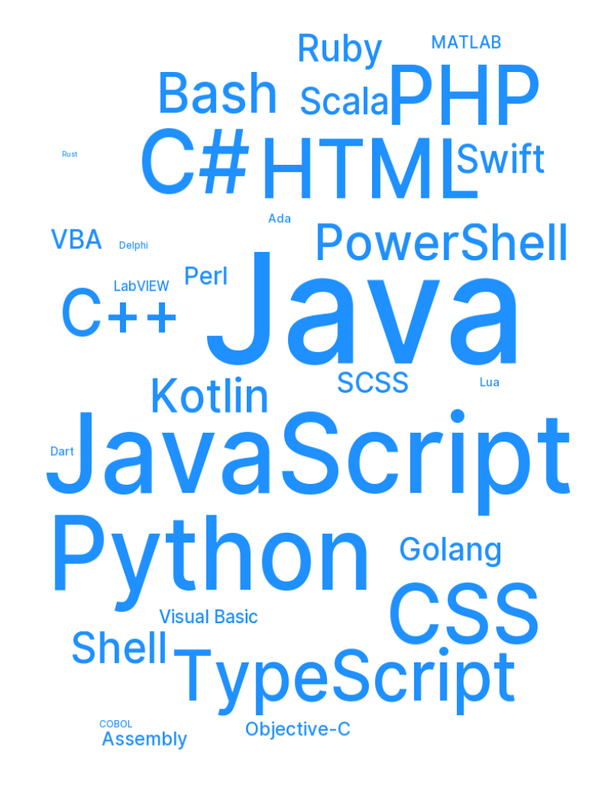 Ruby
MATLAB
Bash
Scala
PHP
C#
HTML
Swift
Rust
Ada
VBA
Delphi
PowerShell
Perl
LabVIEW
C++
Java
SCSS
Lua
Kotlin
JavaScript
Dart
Python
Golang
CSS
Visual Basic
Shell
TypeScript
COBOL
Assembly
Objective-C